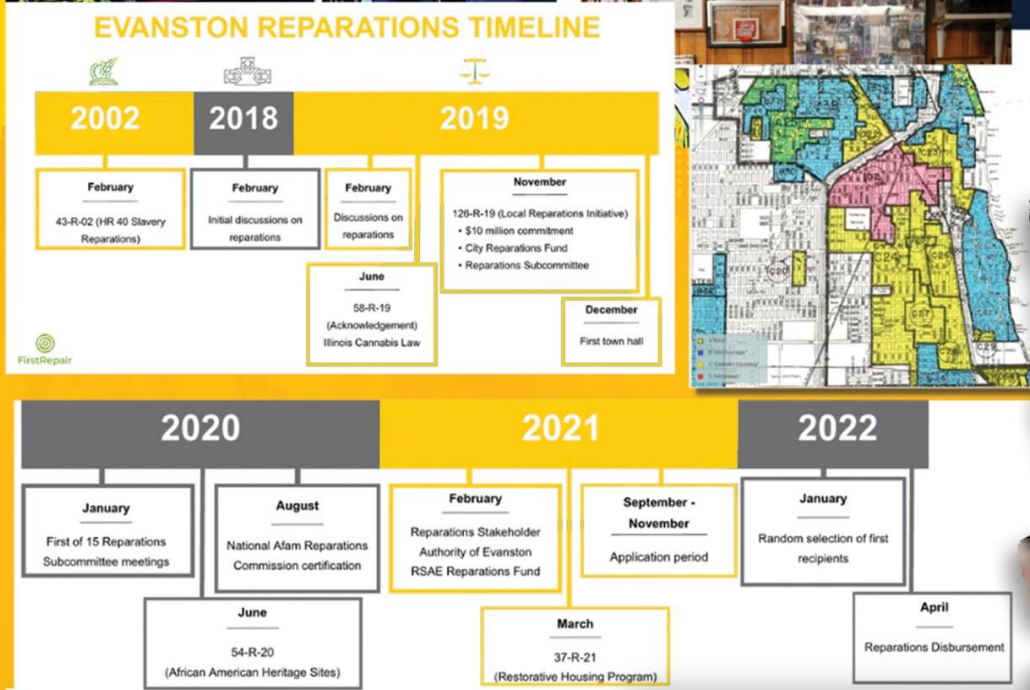 EVANSTON REPARATIONS TIMELINE
2002
2018
2019
February
43-R-02 (HR 40 Slavery
Reparations)
February
Initial discussions on
reparations
February
Discussions on
reparations
June
58-R-19
(Acknowledgement)
Illinois Cannabis Law
November
126-R-19 (Local Reparations Initiative)
• $10 million commitment
• City Reparations Fund
• Reparations Subcommittee
December
First town hall
FirstRepair
C20
C24
C27
2020
2021
2022
January
First of 15 Reparations
Subcommittee meetings
June
54-R-20
(African American Heritage Sites)
August
National Afam Reparations
Commission certification
February
Reparations Stakeholder
Authority of Evanston
RSAE Reparations Fund
March
37-R-21
(Restorative Housing Program)
September -
November
Application period
January
Random selection of first
recipients
April
Reparations Disbursement